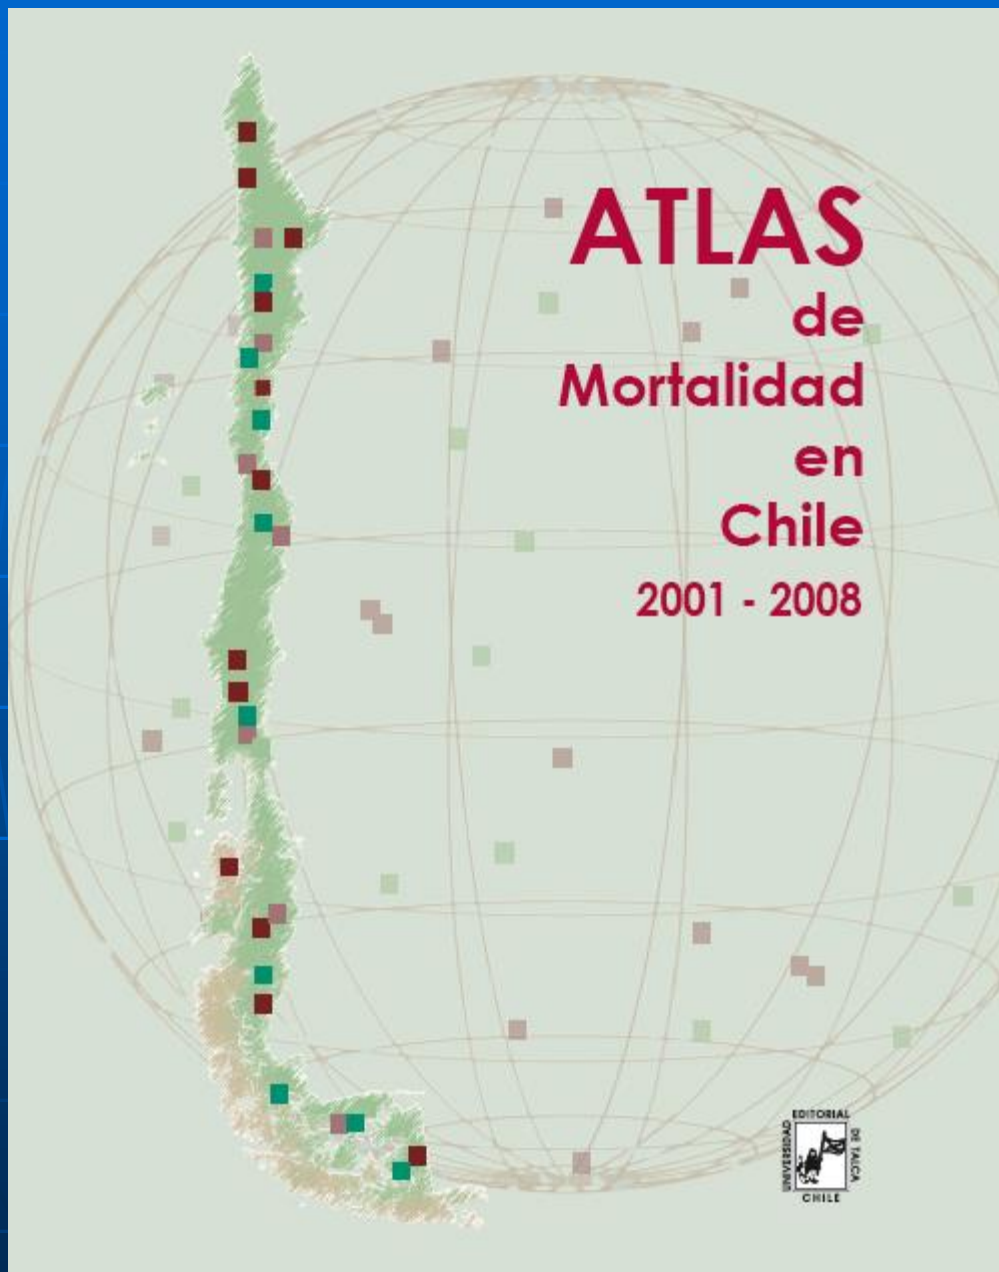 ATLAS
de
Mortalidad
en
Chile
2001 - 2008
EDITORIAL
UNIVERSIDAD
DE TALCA
CHILE